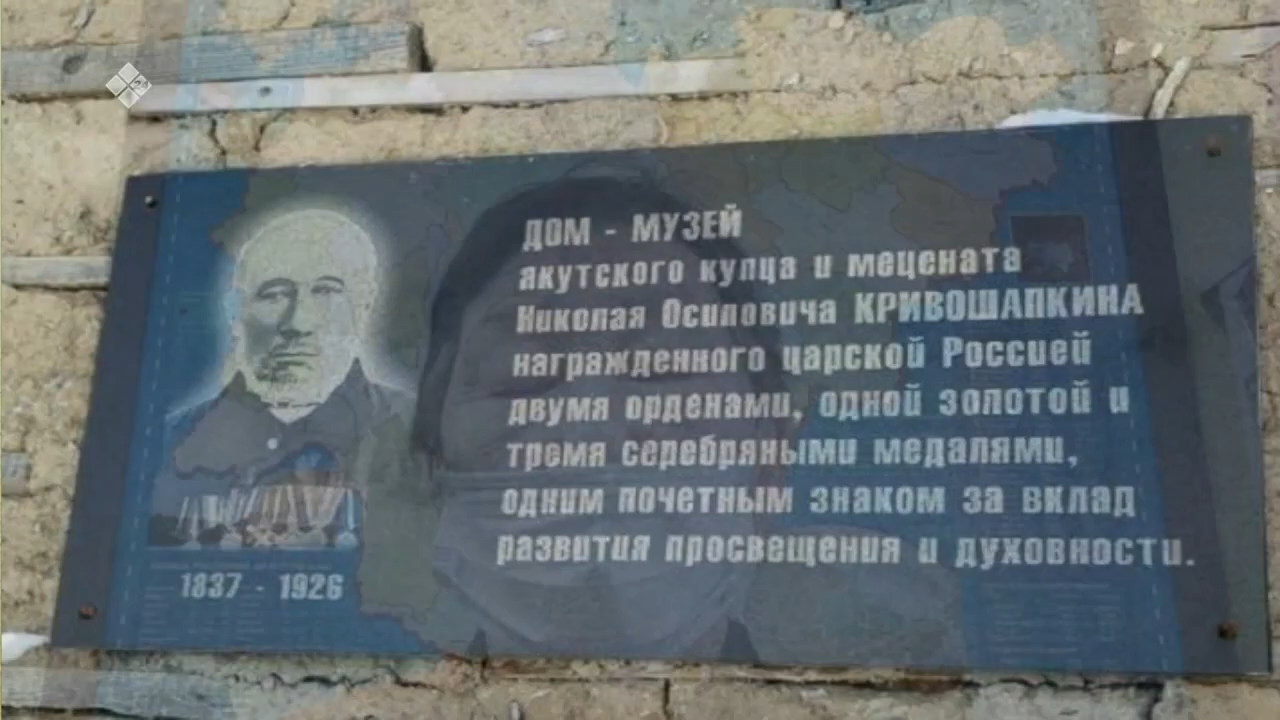 ДОМ - МУЗЕЙ
якутского купца и мецената
Николая Осиповича КРИВОШАПКИНА
награжденного царской Россией
двумя орденами, одной золотой и
тремя серебряными медалями,
одним почетным знаком за вклад
развития просвещения и духовности.
1837 - 1926
24